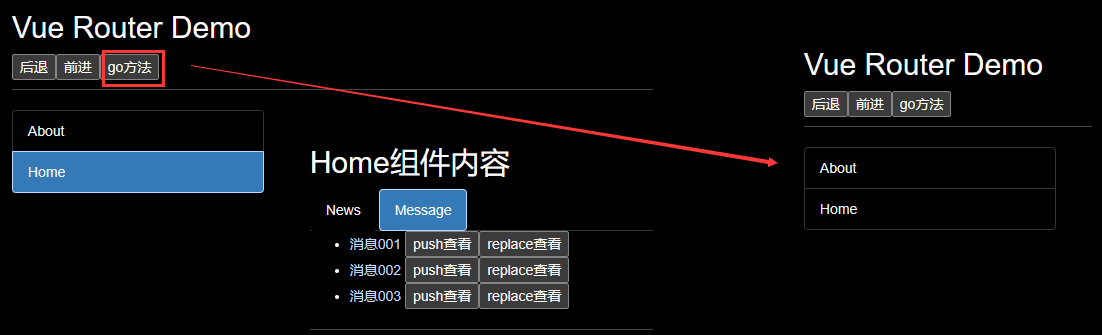 Vue Router Demo
后退 前进 go方法
About
Home
Home组件内容
News Message
消息001 push查看 replace查看
消息002 push查看 replace查看
消息003 push查看 replace查看
Vue Router Demo
后退 前进 go方法
About
Home